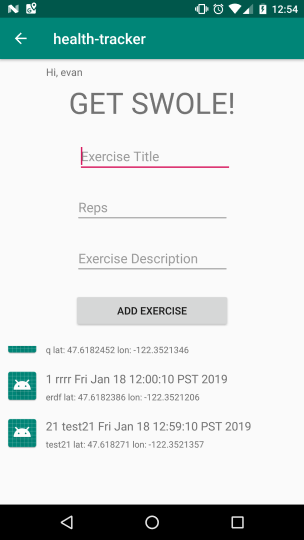 12:54
health-tracker
Hi, evan
GET SWOLE!
Exercise Title
Reps
Exercise Description
ADD EXERCISE
q lat: 47.6182452 lon: -122.3521346
1 rrrr Fri Jan 18 12:00:10 PST 2019
erdf lat: 47.6182386 lon: -122.3521206
21 test21 Fri Jan 18 12:59:10 PST 2019
test21 lat: 47.618271 lon: -122.3521357